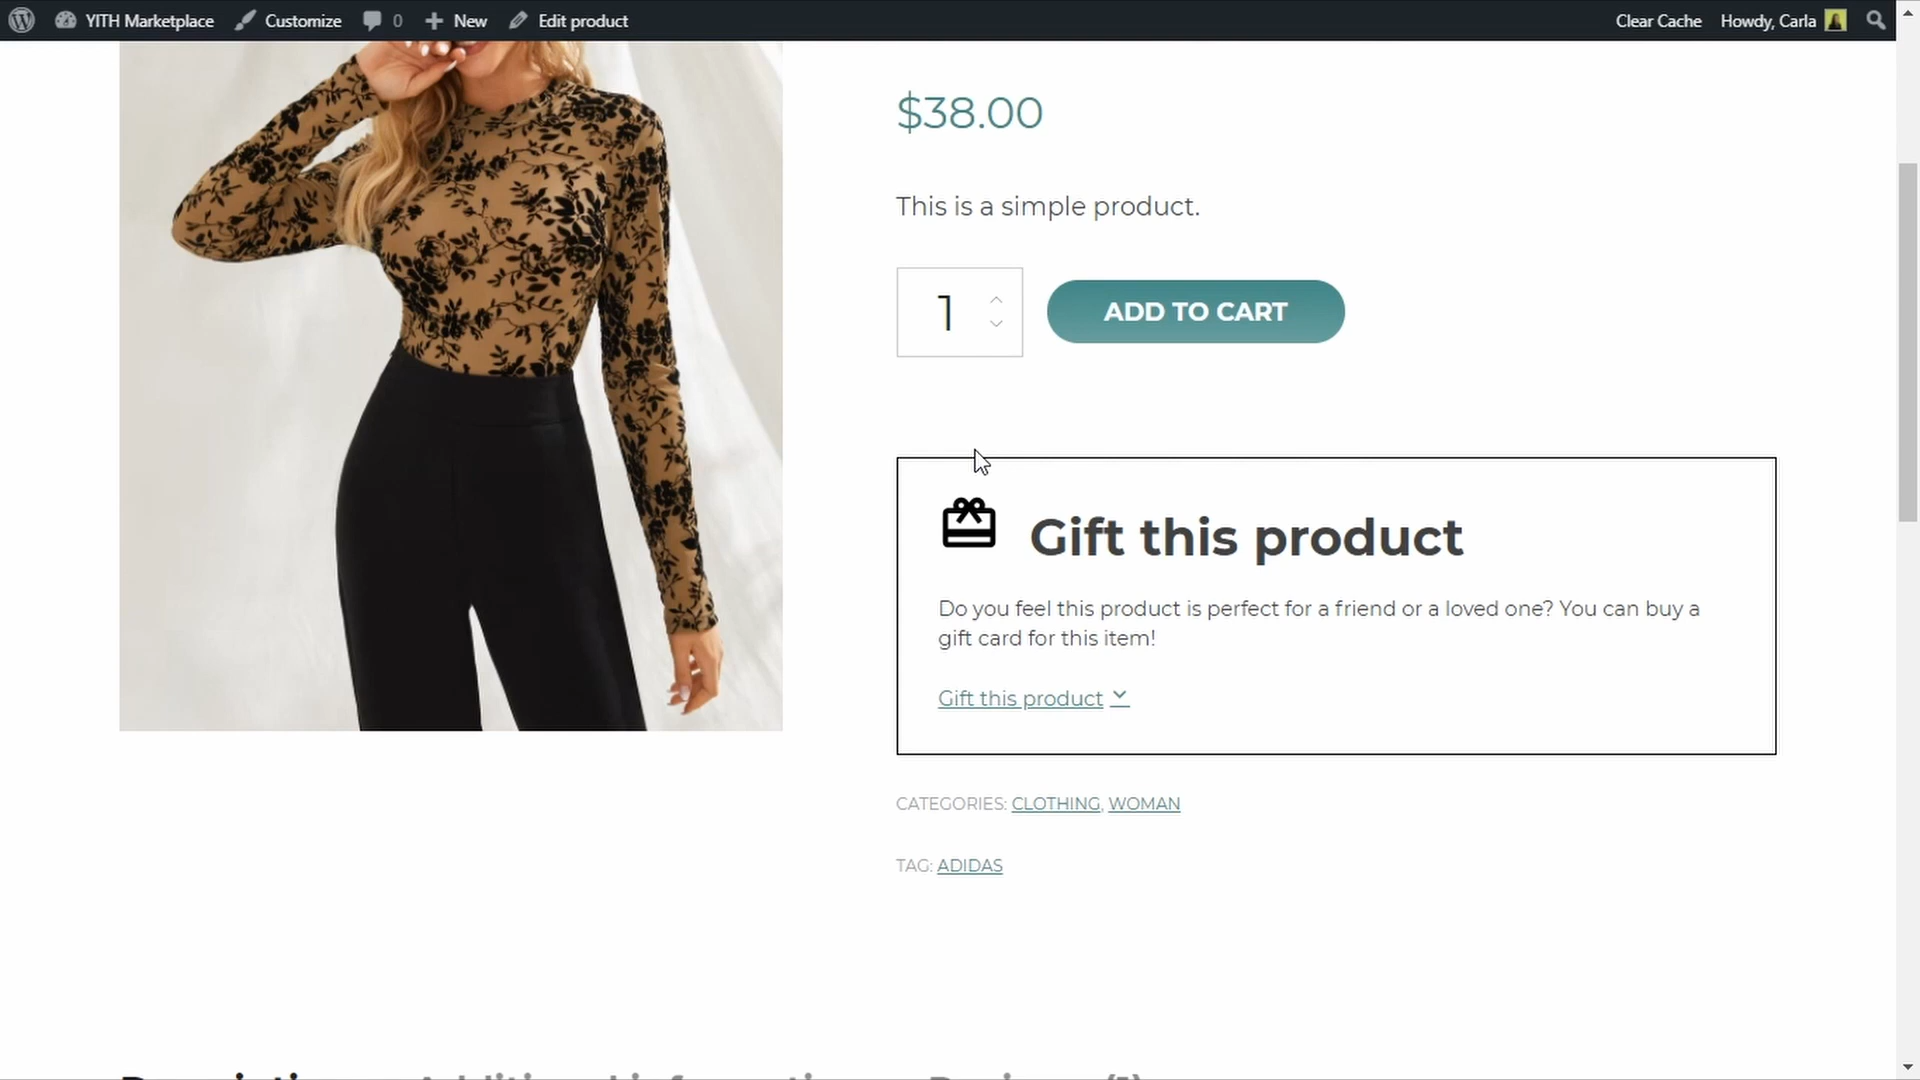 YITH Marketplace Customize 0 New Edit product Clear Cache Howdy, Carla
$38.00
This is a simple product.
1 ADD TO CART
Gift this product
Do you feel this product is perfect for a friend or a loved one? You can buy a
gift card for this item!
Gift this product
CATEGORIES: CLOTHING, WOMAN
TAG: ADIDAS